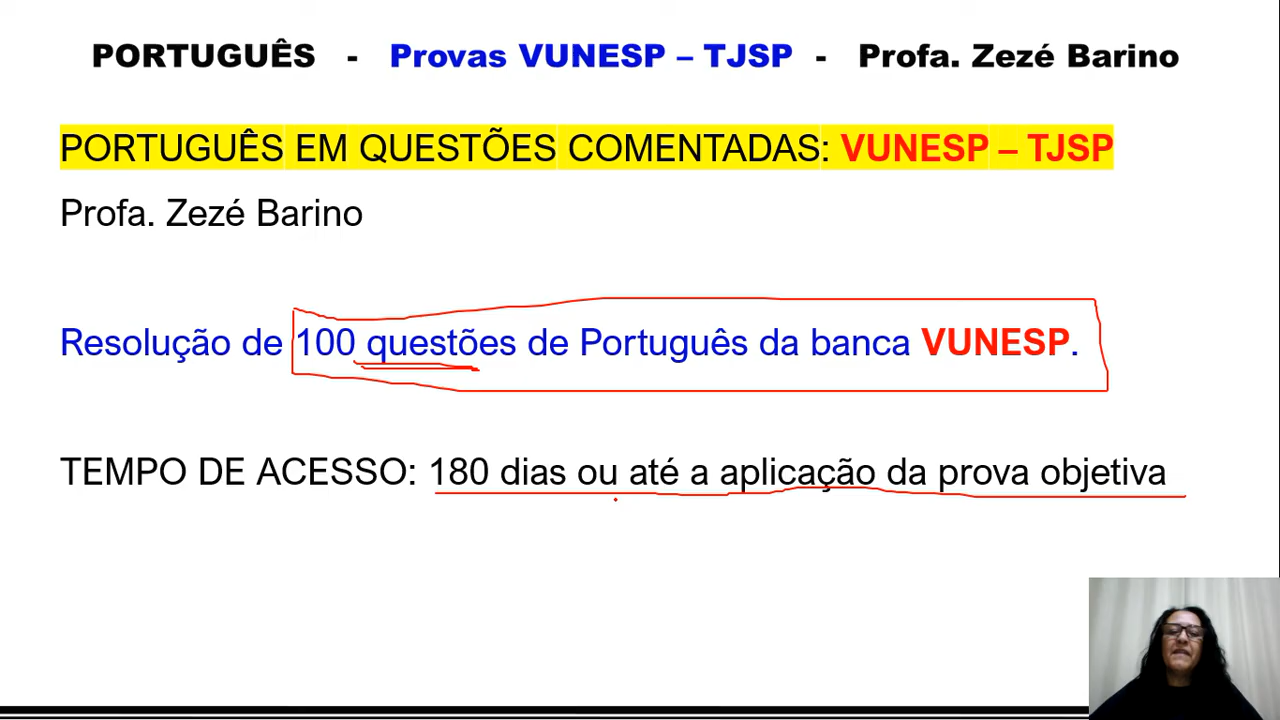 PORTUGUÊS - Provas VUNESP – TJSP - Profa. Zezé Barino
PORTUGUÊS EM QUESTÕES COMENTADAS: VUNESP – TJSP
Profa. Zezé Barino
Resolução de 100 questões de Português da banca VUNESP.
TEMPO DE ACESSO: 180 dias ou até a aplicação da prova objetiva